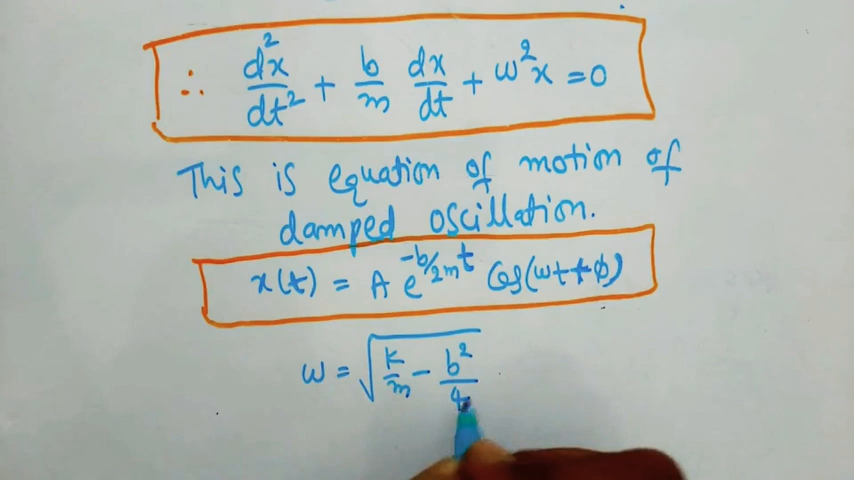 ∴ d²x/dt² + b/m dx/dt + ω²x = 0
This is equation of motion of
damped oscillation.
x(t) = A e^(-b/2m t) Cos(ωt + φ)
ω = √(k/m - b²/4